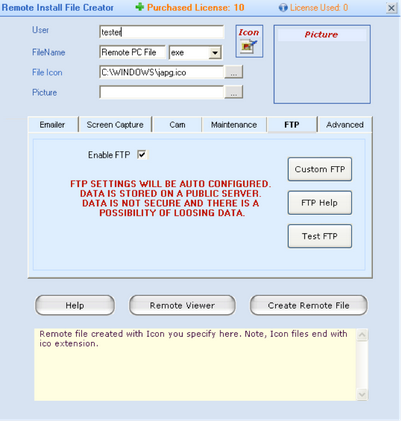 Remote Install File Creator Purchased License: 10 License Used: 0
User tester Icon Picture
FileName Remote PC File exe
File Icon C:\WINDOWS\japg.ico ...
Picture ...
Emailer Screen Capture Cam Maintenance FTP Advanced
Enable FTP
Custom FTP
FTP SETTINGS WILL BE AUTO CONFIGURED.
DATA IS STORED ON A PUBLIC SERVER.
DATA IS NOT SECURE AND THERE IS A
POSSIBILITY OF LOOSING DATA.
FTP Help
Test FTP
Help Remote Viewer Create Remote File
Remote file created with Icon you specify here. Note, Icon files end with
ico extension.